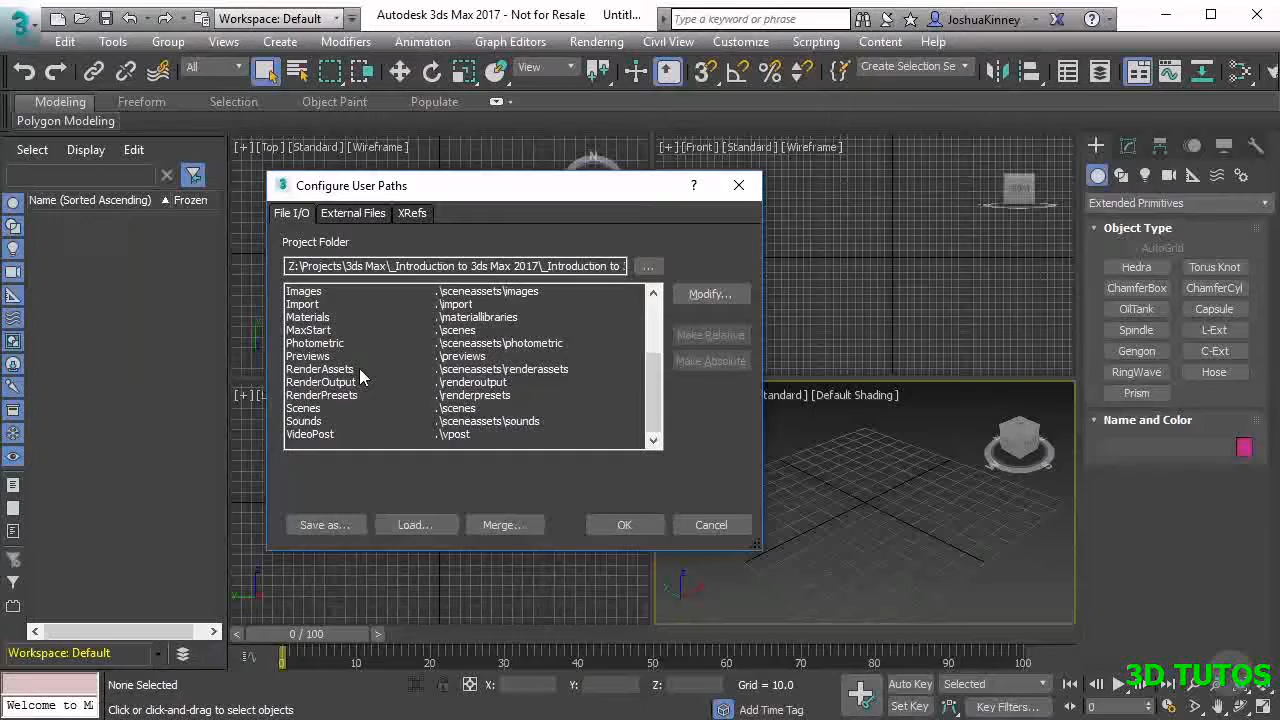 Workspace: Default
Autodesk 3ds Max 2017 - Not for Resale
Untitl...
Type a keyword or phrase
JoshuaKinney
Edit Tools Group Views Create Modifiers Animation Graph Editors Rendering Civil View Customize Scripting Content Help
All
View
Create Selection Se
Modeling Freeform Selection Object Paint Populate
Polygon Modeling
Select Display Edit
Name (Sorted Ascending) Frozen
[+] [Top] [Standard] [Wireframe]
[+] [Front] [Standard] [Wireframe]
Configure User Paths
File I/O External Files XRefs
Project Folder
Z:\Projects\3ds Max\_Introduction to 3ds Max 2017\_Introduction to
...
Images .\sceneassets\images
Import .\import
Materials .\materiallibraries
MaxStart .\scenes
Photometric .\sceneassets\photometric
Previews .\previews
RenderAssets .\sceneassets\renderassets
RenderOutput .\renderoutput
RenderPresets .\renderpresets
Scenes .\scenes
Sounds .\sceneassets\sounds
VideoPost .\vpost
Modify...
Make Relative
Make Absolute
Save as... Load... Merge... OK Cancel
[Default Shading]
Extended Primitives
Object Type
AutoGrid
Hedra Torus Knot
ChamferBox ChamferCyl
OilTank Capsule
Spindle L-Ext
Gengon C-Ext
RingWave Hose
Prism
Name and Color
0 / 100
Workspace: Default
0 10 20 30 40 50 60 70 80 90 100
None Selected
X: Y: Z: Grid = 10.0
Auto Key Selected
Welcome to M
Click or click-and-drag to select objects
Add Time Tag
Set Key Key Filters...
0
3D TUTOS